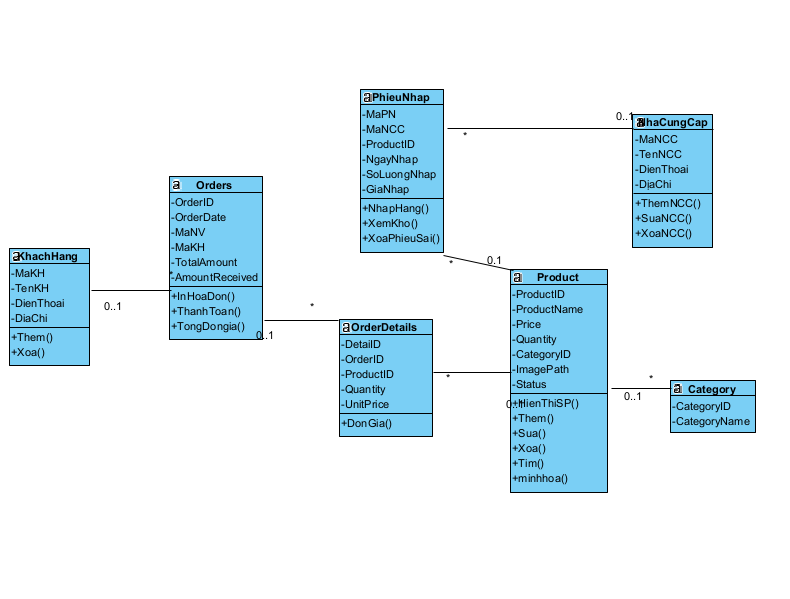 PhieuNhap
-MaPN
-MaNCC
-ProductID
-NgayNhap
-SoLuongNhap
-GiaNhap
+NhapHang()
+XemKho()
+XoaPhieuSai()
*
0..1
NhaCungCap
-MaNCC
-TenNCC
-DienThoai
-DjaChi
+ThemNCC()
+SuaNCC()
+XoaNCC()
Orders
-OrderID
-OrderDate
-MaNV
-MaKH
-TotalAmount
-AmountReceived
+InHoaDon()
+ThanhToan()
+TongDongia()
KhachHang
-MaKH
-TenKH
-DienThoai
-DiaChi
+Them()
+Xoa()
0..1
*
*
0.1
0..1
*
OrderDetails
-DetailID
-OrderID
-ProductID
-Quantity
-UnitPrice
+DonGia()
*
0..1
Product
-ProductID
-ProductName
-Price
-Quantity
-CategoryID
-ImagePath
-Status
+HienThiSP()
+Them()
+Sua()
+Xoa()
+Tim()
+minhhoa()
0..1
*
Category
-CategoryID
-CategoryName